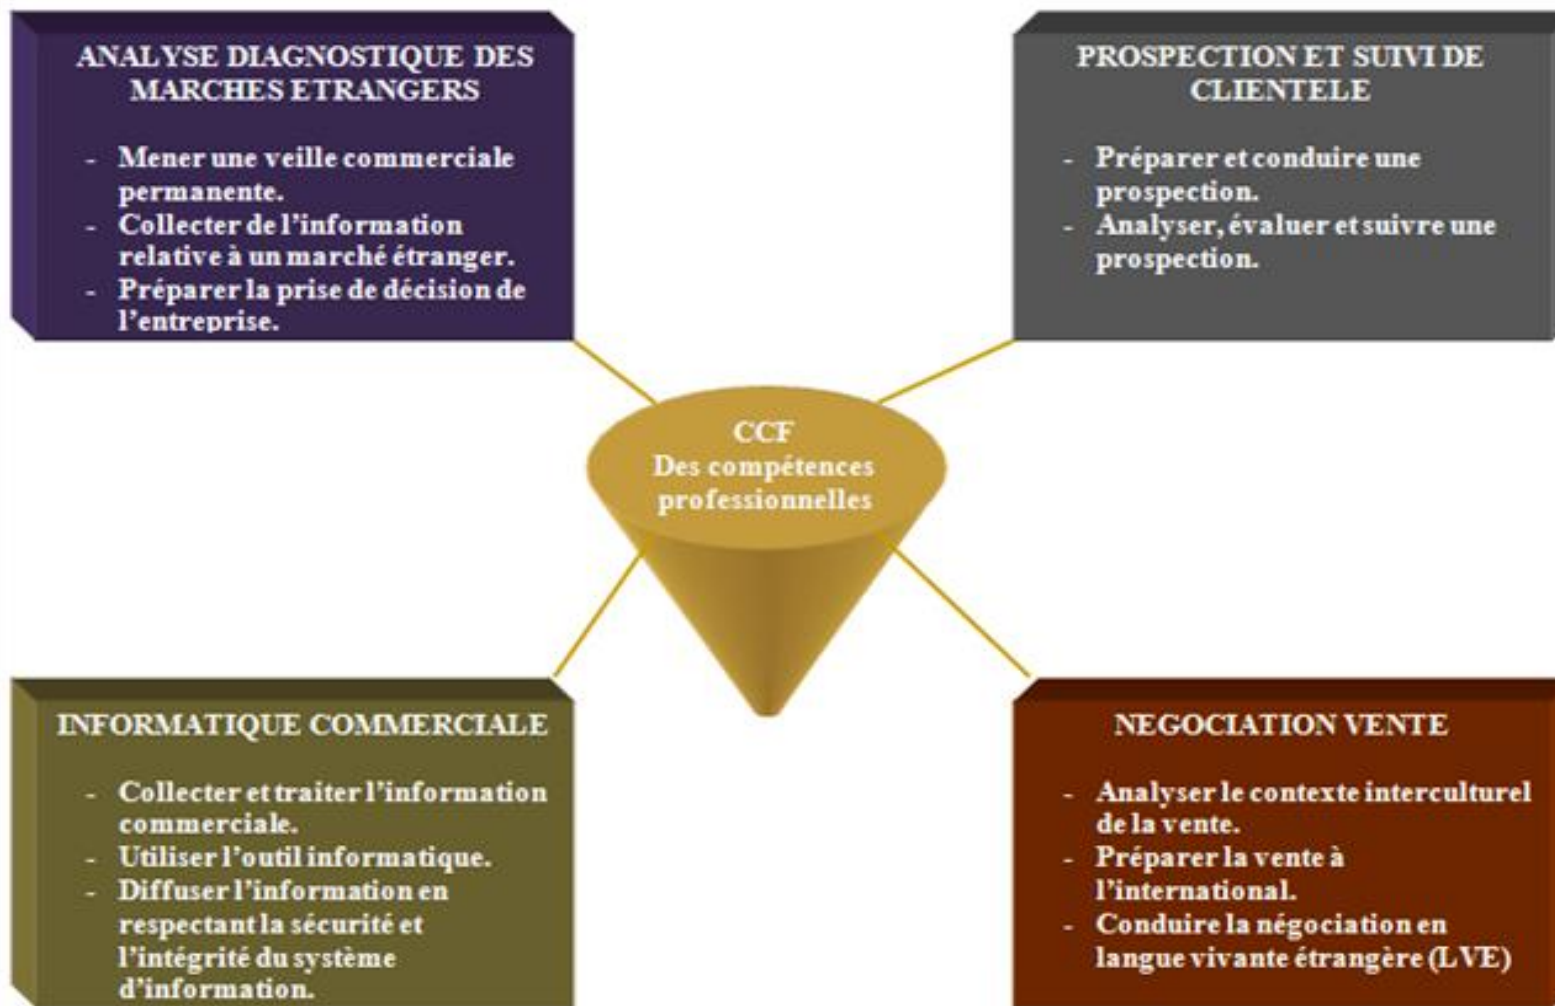 ANALYSE DIAGNOSTIQUE DES
MARCHES ETRANGERS
- Mener une veille commerciale
permanente.
- Collecter de l'information
relative à un marché étranger.
- Préparer la prise de décision de
l'entreprise.
PROSPECTION ET SUIVI DE
CLIENTELE
- Préparer et conduire une
prospection.
- Analyser, évaluer et suivre une
prospection.
CCF
Des compétences
professionnelles
INFORMATIQUE COMMERCIALE
- Collecter et traiter l'information
commerciale.
- Utiliser l'outil informatique.
- Diffuser l'information en
respectant la sécurité et
l'intégrité du système
d'information.
NEGOCIATION VENTE
- Analyser le contexte interculturel
de la vente.
- Préparer la vente à
l'international.
- Conduire la négociation en
langue vivante étrangère (LVE)